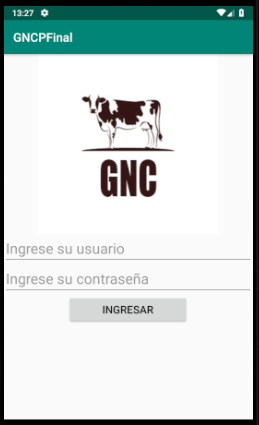 13:27
GNCPFinal
GNC
Ingrese su usuario
Ingrese su contraseña
INGRESAR